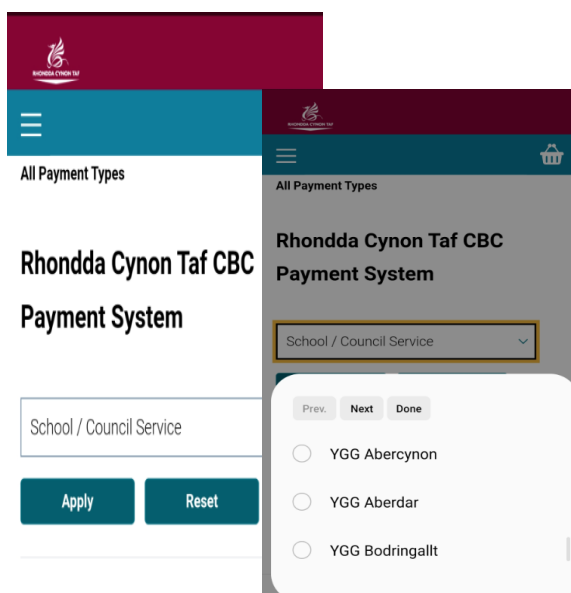 RHONDDA CYNON TAF
All Payment Types
Rhondda Cynon Taf CBC
Payment System
School / Council Service
Apply
Reset
RHONDDA CYNON TAF
All Payment Types
Rhondda Cynon Taf CBC
Payment System
School / Council Service
Prev.
Next
Done
YGG Abercynon
YGG Aberdar
YGG Bodringallt